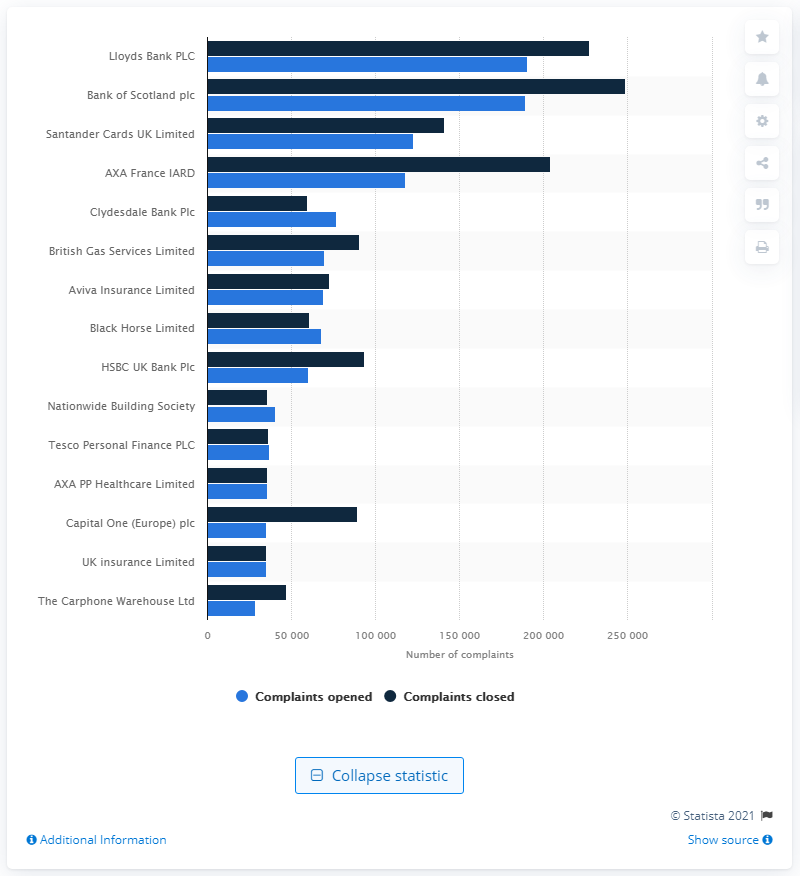 Lloyds Bank PLC
Bank of Scotland plc
Santander Cards UK Limited
AXA France IARD
Clydesdale Bank Plc
British Gas Services Limited
Aviva Insurance Limited
Black Horse Limited
HSBC UK Bank Plc
Nationwide Building Society
Tesco Personal Finance PLC
AXA PP Healthcare Limited
Capital One (Europe) plc
UK insurance Limited
The Carphone Warehouse Ltd
0 50 000 100 000 150 000 200 000 250 000
Number of complaints
Complaints opened Complaints closed
Collapse statistic
© Statista 2021
Additional Information Show source